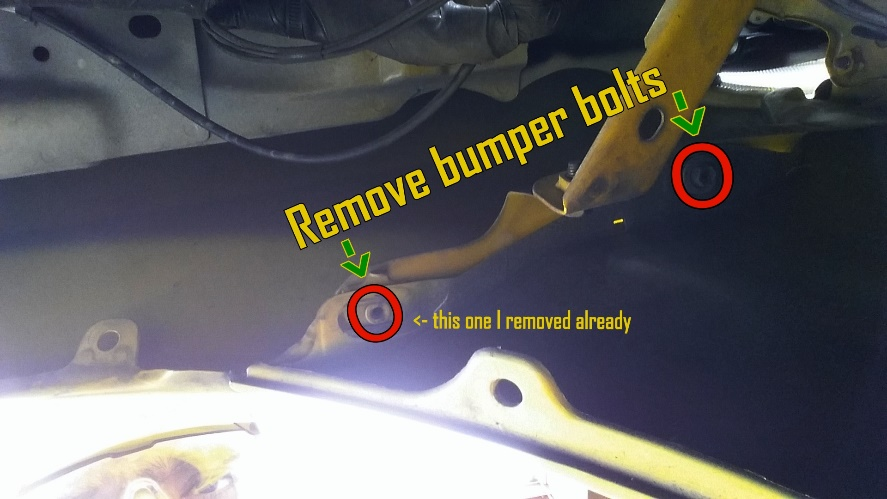 Remove bumper bolts
<- this one I removed already